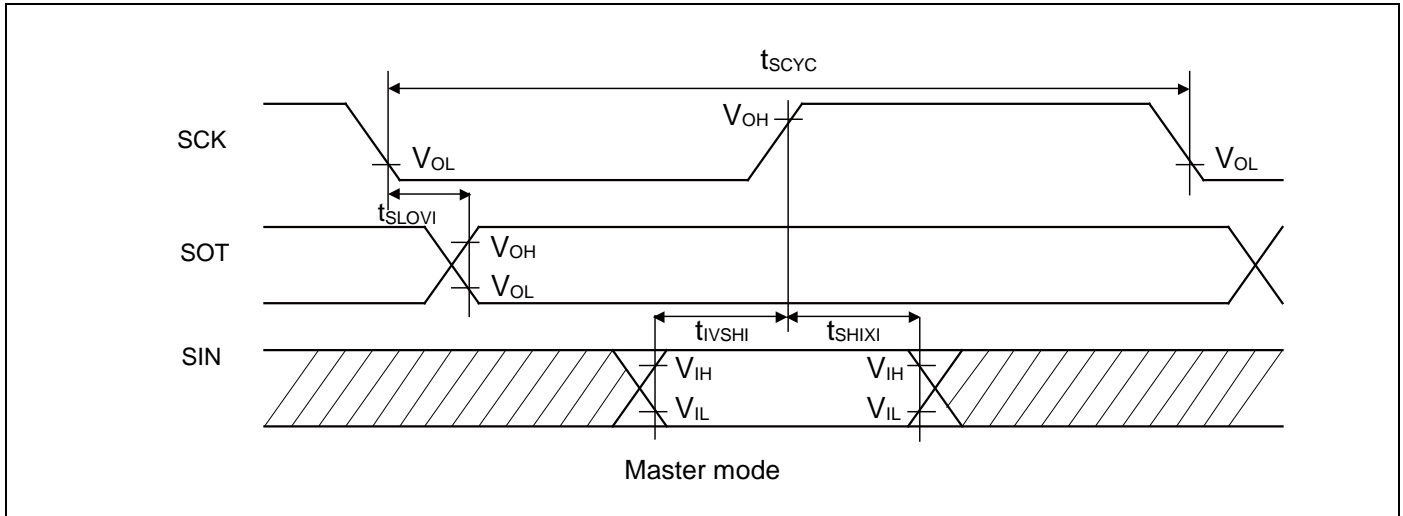 tSCYC
SCK
VOH
VOL
VOL
tSLOVI
SOT
VOH
VOL
tIVSHI
tSHIXI
SIN
VIH
VIH
VIL
VIL
Master mode